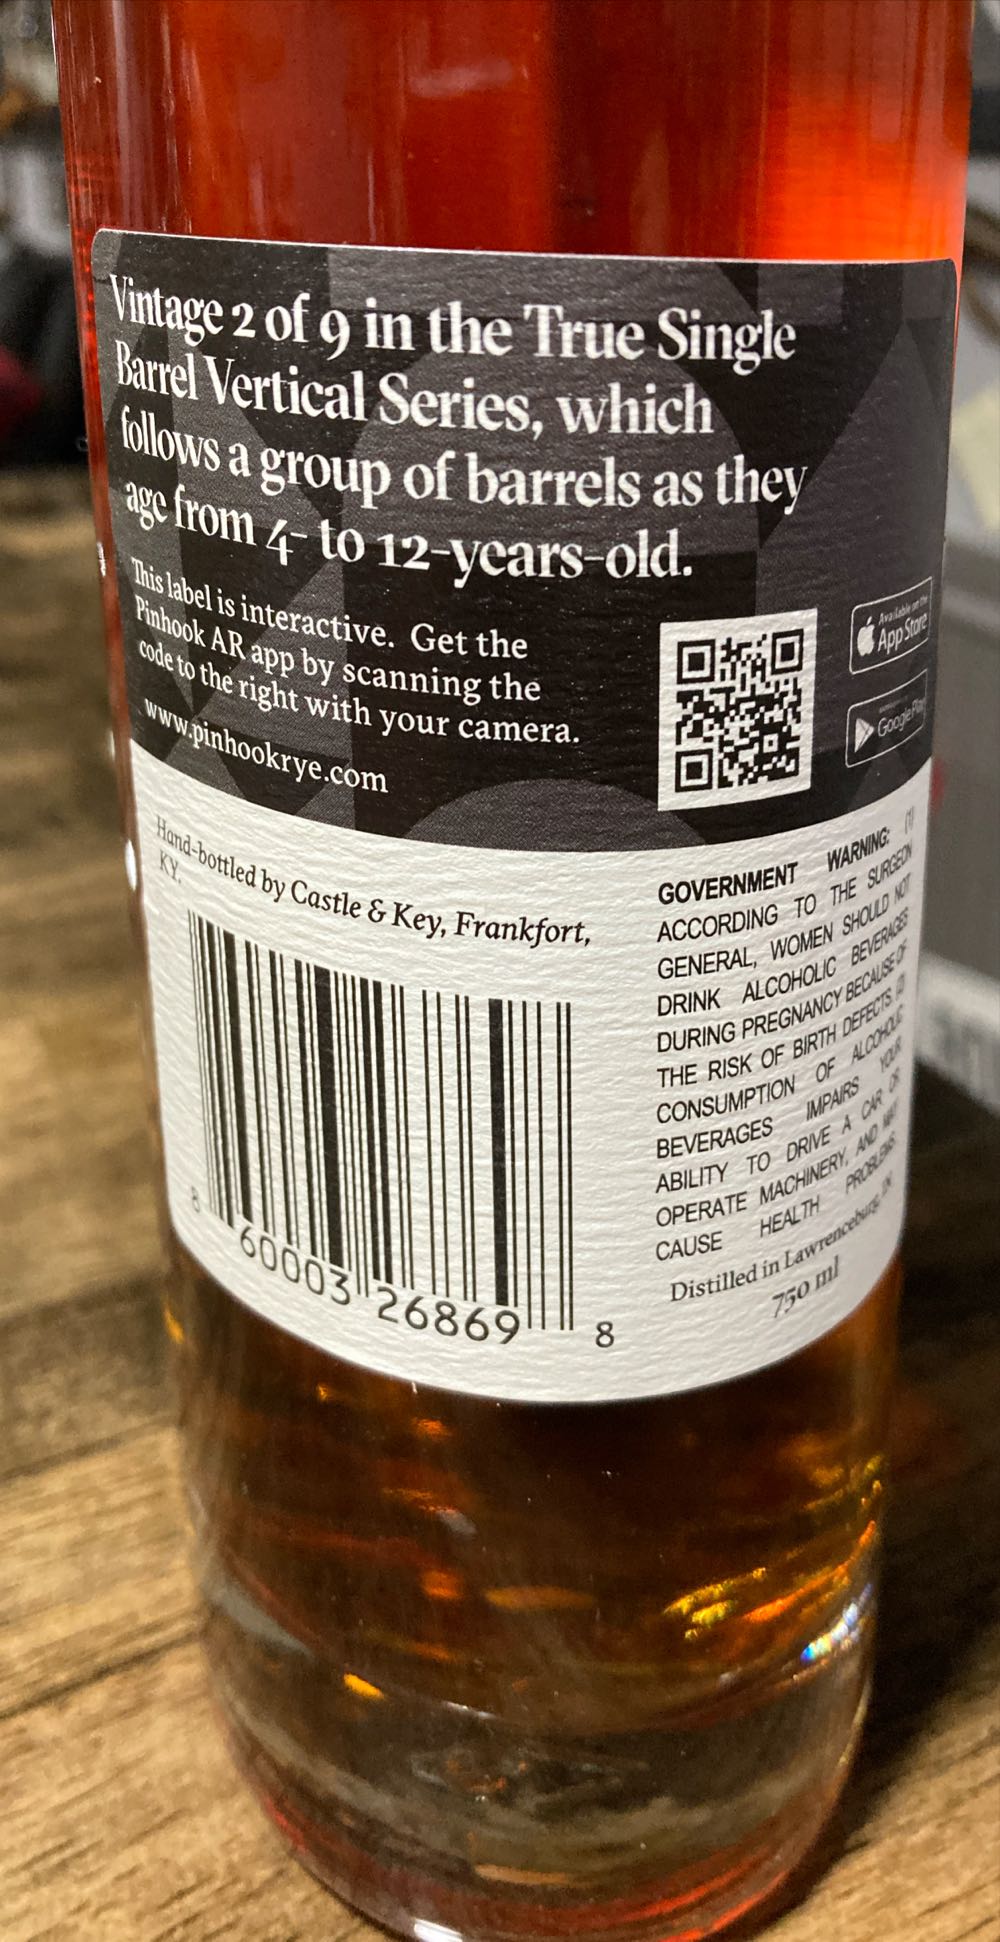 Vintage 2 of 9 in the True Single
Barrel Vertical Series, which
follows a group of barrels as they
age from 4- to 12-years-old.
This label is interactive. Get the
Pinhook AR app by scanning the
code to the right with your camera.
www.pinhookrye.com
Available on the
App Store
Google Play
Hand-bottled by Castle & Key, Frankfort,
KY.
8 60003 26869 8
GOVERNMENT WARNING: (1)
ACCORDING TO THE SURGEON
GENERAL, WOMEN SHOULD NOT
DRINK ALCOHOLIC BEVERAGES
DURING PREGNANCY BECAUSE OF
THE RISK OF BIRTH DEFECTS. (2)
CONSUMPTION OF ALCOHOLIC
BEVERAGES IMPAIRS YOUR
ABILITY TO DRIVE A CAR OR
OPERATE MACHINERY, AND MAY
CAUSE HEALTH PROBLEMS.
Distilled in Lawrenceburg,
750 ml